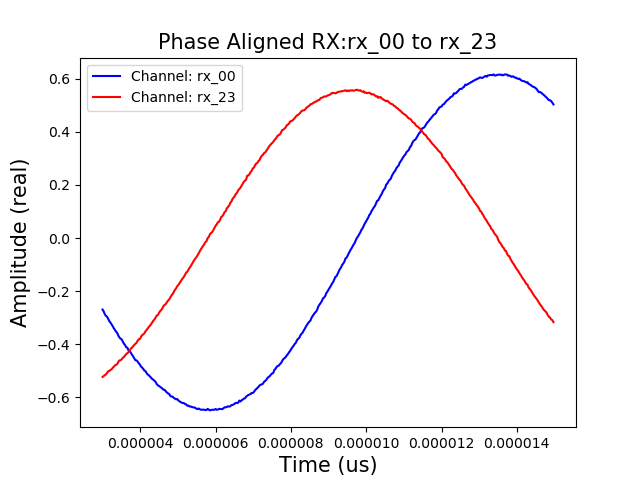 Phase Aligned RX:rx_00 to rx_23
Channel: rx_00
Channel: rx_23
Amplitude (real)
0.6
0.4
0.2
0.0
−0.2
−0.4
−0.6
0.000004 0.000006 0.000008 0.000010 0.000012 0.000014
Time (us)